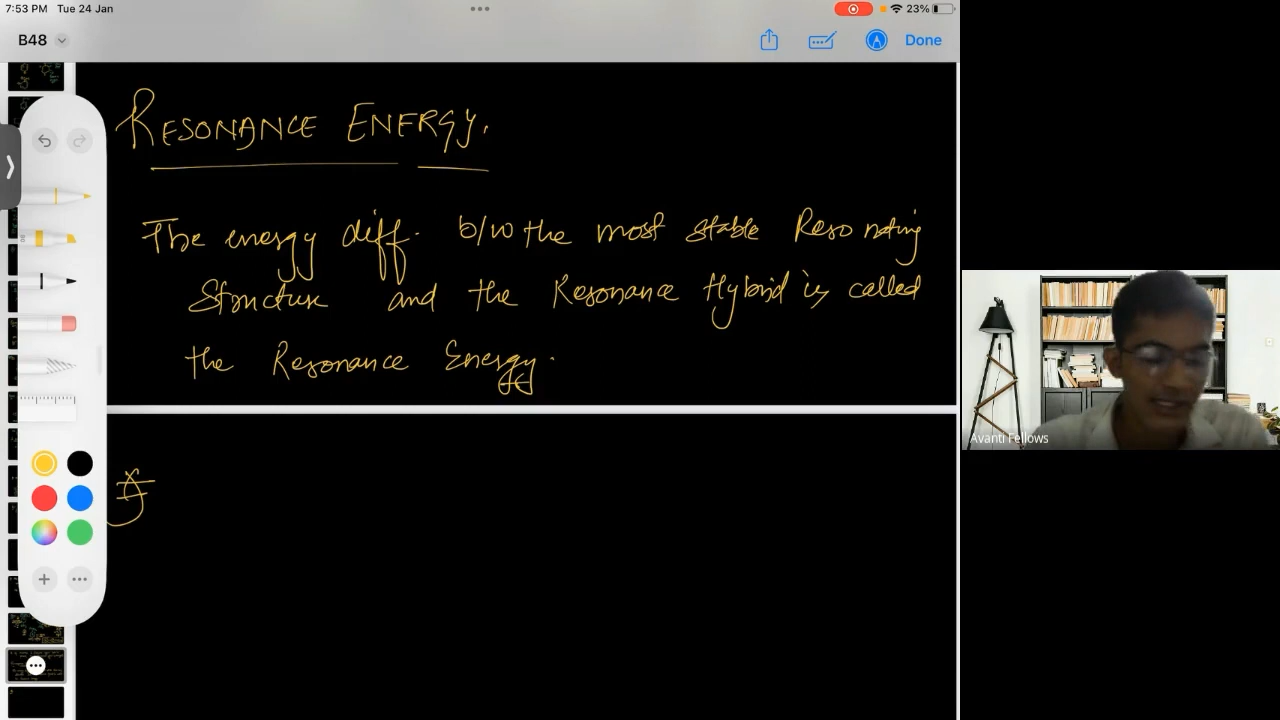 7:53 PM Tue 24 Jan
23%
B48
Done
RESONANCE ENERGY.
The energy diff. b/w the most stable Resonating
Structure and the Resonance Hybrid is called
the Resonance Energy.
Avanti Fellows